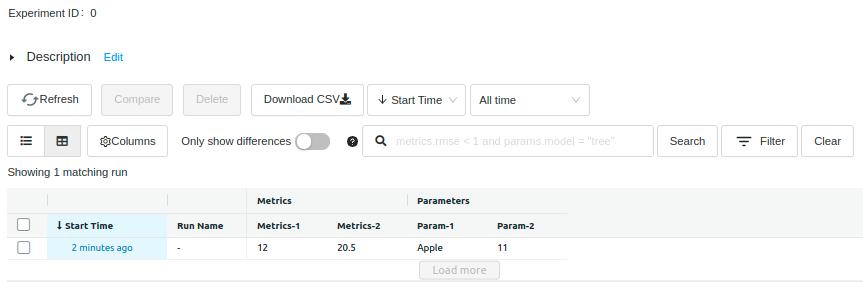 Experiment ID: 0
Description Edit
Refresh Compare Delete Download CSV Start Time All time
Columns Only show differences metrics.rmse < 1 and params.model = "tree" Search Filter Clear
Showing 1 matching run
Metrics Parameters
Start Time Run Name Metrics-1 Metrics-2 Param-1 Param-2
2 minutes ago - 12 20.5 Apple 11
Load more